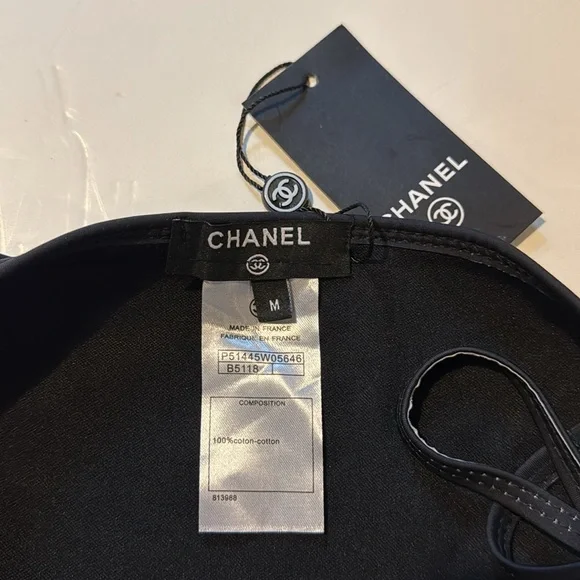 CHANEL
CHANEL
M
MADE IN FRANCE
FABRIQUE EN FRANCE
P51445W05646
B5118
COMPOSITION
100%coton-cotton
813988